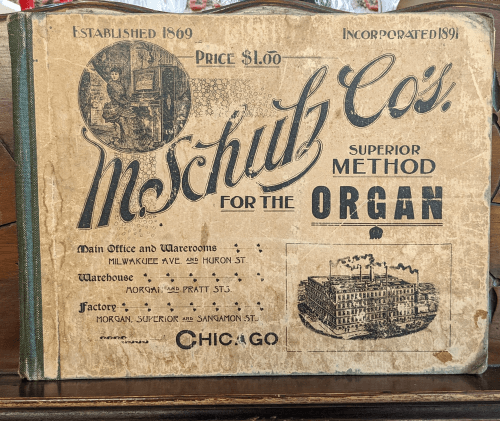 ESTABLISHED 1869
INCORPORATED 1891
PRICE $1.00
M. Schulz Co's.
SUPERIOR
METHOD
FOR THE ORGAN
Main Office and Warerooms
MILWAUKEE AVE. AND HURON ST.
Warehouse
MORGAN AND PRATT STS.
Factory
MORGAN, SUPERIOR AND SANGAMON ST.
CHICAGO